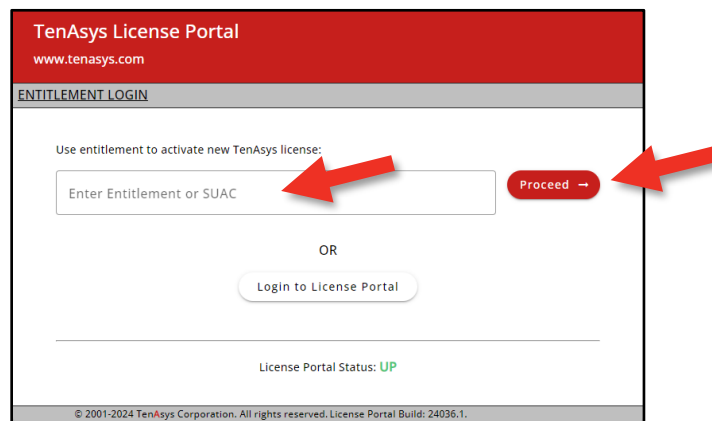 TenAsys License Portal
www.tenasys.com
ENTITLEMENT LOGIN
Use entitlement to activate new TenAsys license:
Enter Entitlement or SUAC
Proceed →
OR
Login to License Portal
License Portal Status: UP
© 2001-2024 TenAsys Corporation. All rights reserved. License Portal Build: 24036.1.